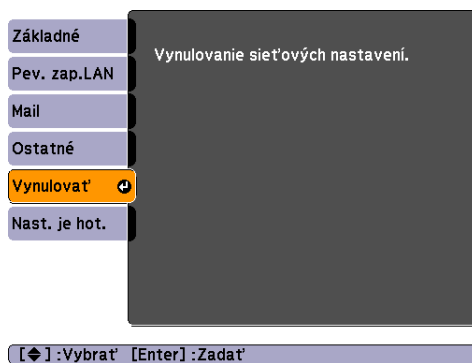 Základné
Pev. zap.LAN
Mail
Ostatné
Vynulovať
Nast. je hot.
Vynulovanie sieťových nastavení.
[◆] :Vybrať [Enter] :Zadať